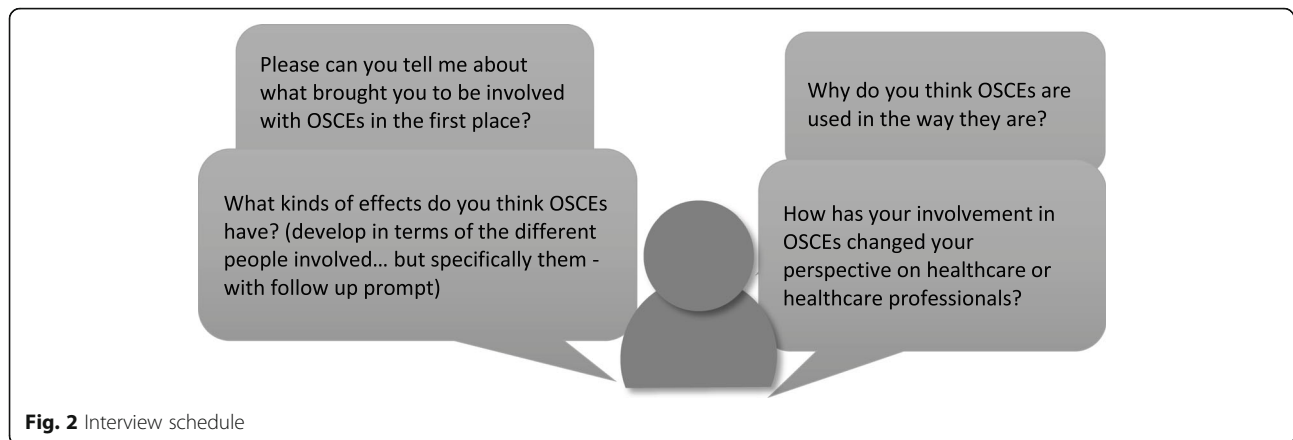 Please can you tell me about
what brought you to be involved
with OSCEs in the first place?
What kinds of effects do you think OSCEs
have? (develop in terms of the different
people involved... but specifically them -
with follow up prompt)
Why do you think OSCEs are
used in the way they are?
How has your involvement in
OSCEs changed your
perspective on healthcare or
healthcare professionals?
Fig. 2 Interview schedule